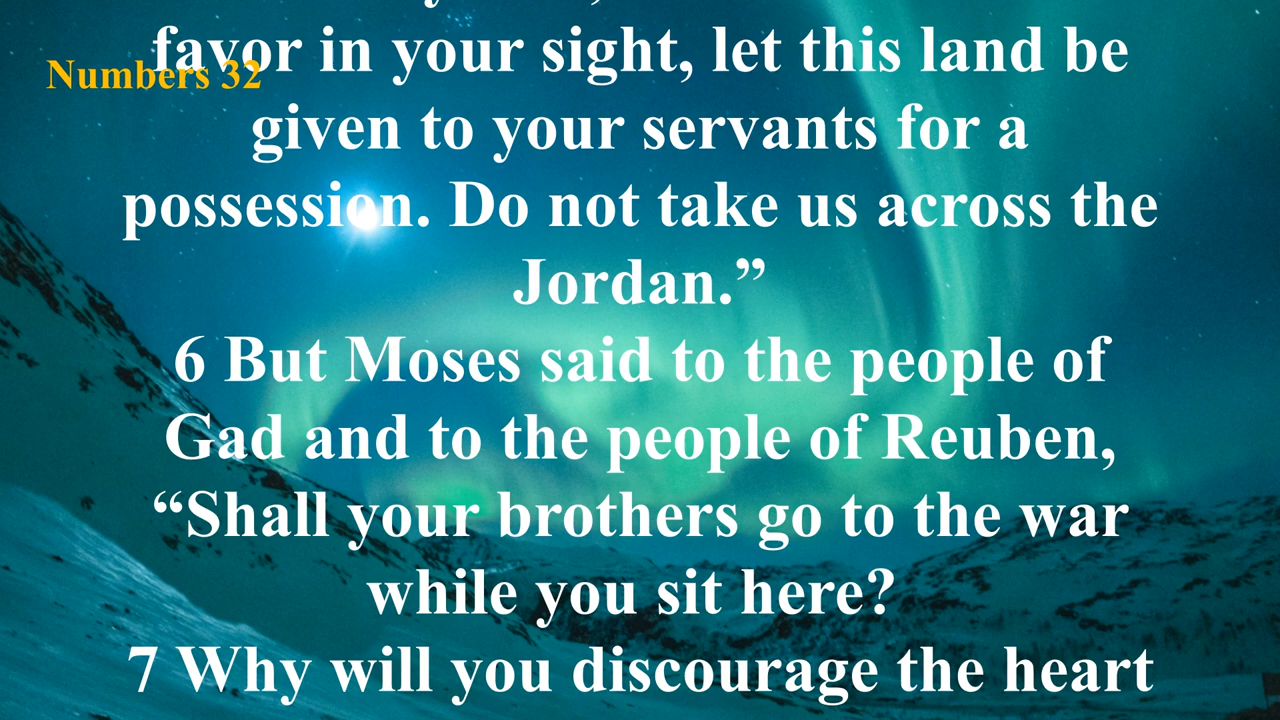 Numbers 32
favor in your sight, let this land be
given to your servants for a
possession. Do not take us across the
Jordan.”
6 But Moses said to the people of
Gad and to the people of Reuben,
“Shall your brothers go to the war
while you sit here?
7 Why will you discourage the heart